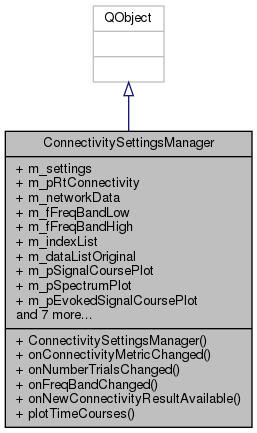 QObject
ConnectivitySettingsManager
+ m_settings
+ m_pRtConnectivity
+ m_networkData
+ m_fFreqBandLow
+ m_fFreqBandHigh
+ m_indexList
+ m_dataListOriginal
+ m_pSignalCoursePlot
+ m_pSpectrumPlot
+ m_pEvokedSignalCoursePlot
and 7 more...
+ ConnectivitySettingsManager()
+ onConnectivityMetricChanged()
+ onNumberTrialsChanged()
+ onFreqBandChanged()
+ onNewConnectivityResultAvailable()
+ plotTimeCourses()